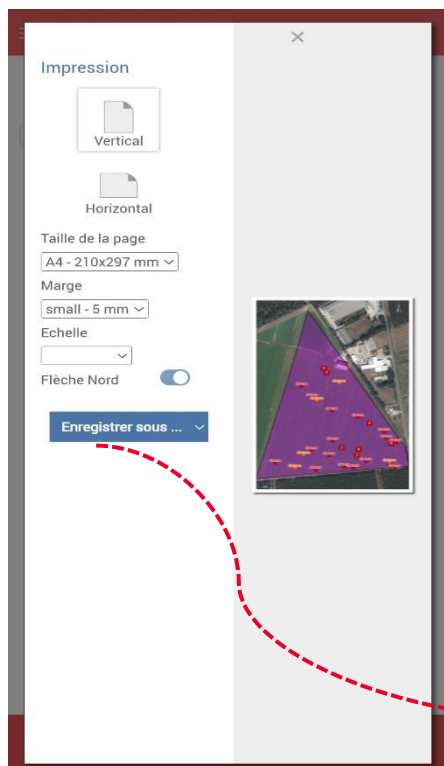 Impression
Vertical
Horizontal
Taille de la page
A4 - 210x297 mm
Marge
small - 5 mm
Echelle
Flèche Nord
Enregistrer sous ...